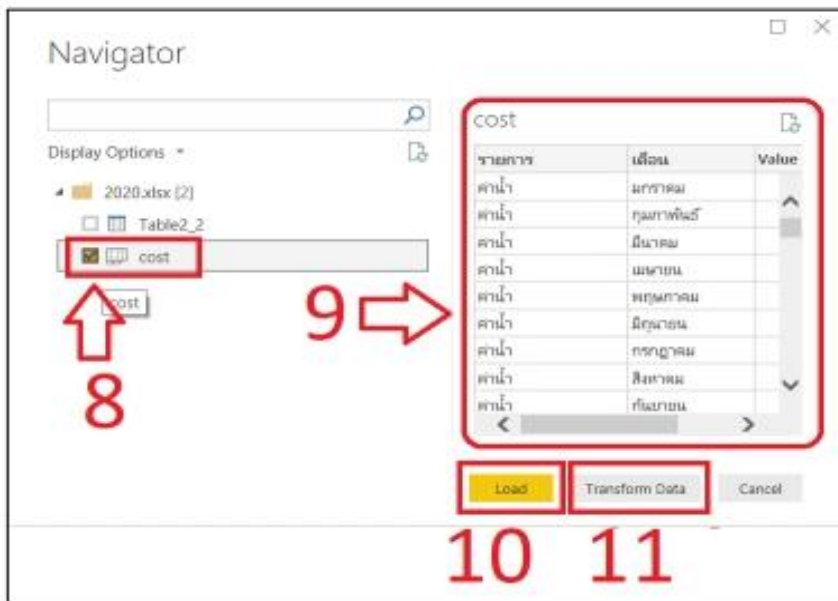 Navigator
Display Options
2020.xlsx [2]
Table2_2
cost
cost
8
9
cost
รายการ เดือน Value
ค่าน้ำ มกราคม
ค่าน้ำ กุมภาพันธ์
ค่าน้ำ มีนาคม
ค่าน้ำ เมษายน
ค่าน้ำ พฤษภาคม
ค่าน้ำ มิถุนายน
ค่าน้ำ กรกฎาคม
ค่าน้ำ สิงหาคม
ค่าน้ำ กันยายน
Load Transform Data Cancel
10 11